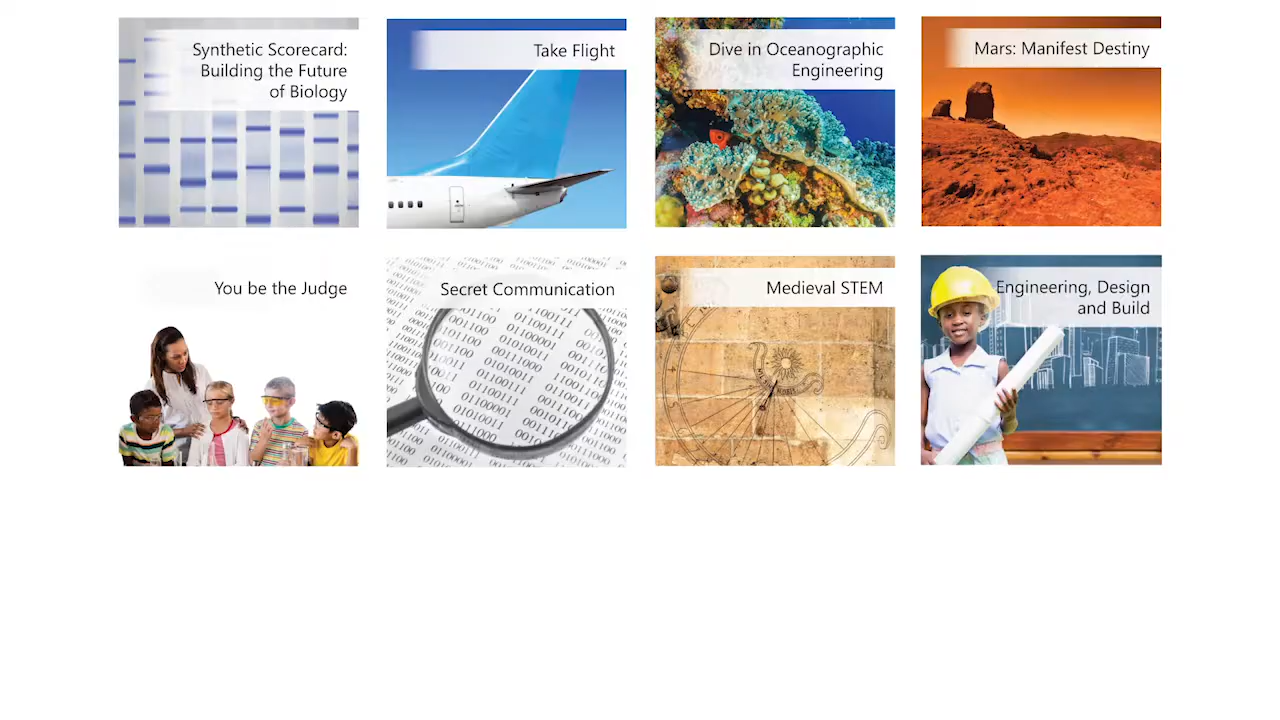 Synthetic Scorecard:
Building the Future
of Biology
Take Flight
Dive in Oceanographic
Engineering
Mars: Manifest Destiny
You be the Judge
Secret Communication
Medieval STEM
Engineering, Design
and Build